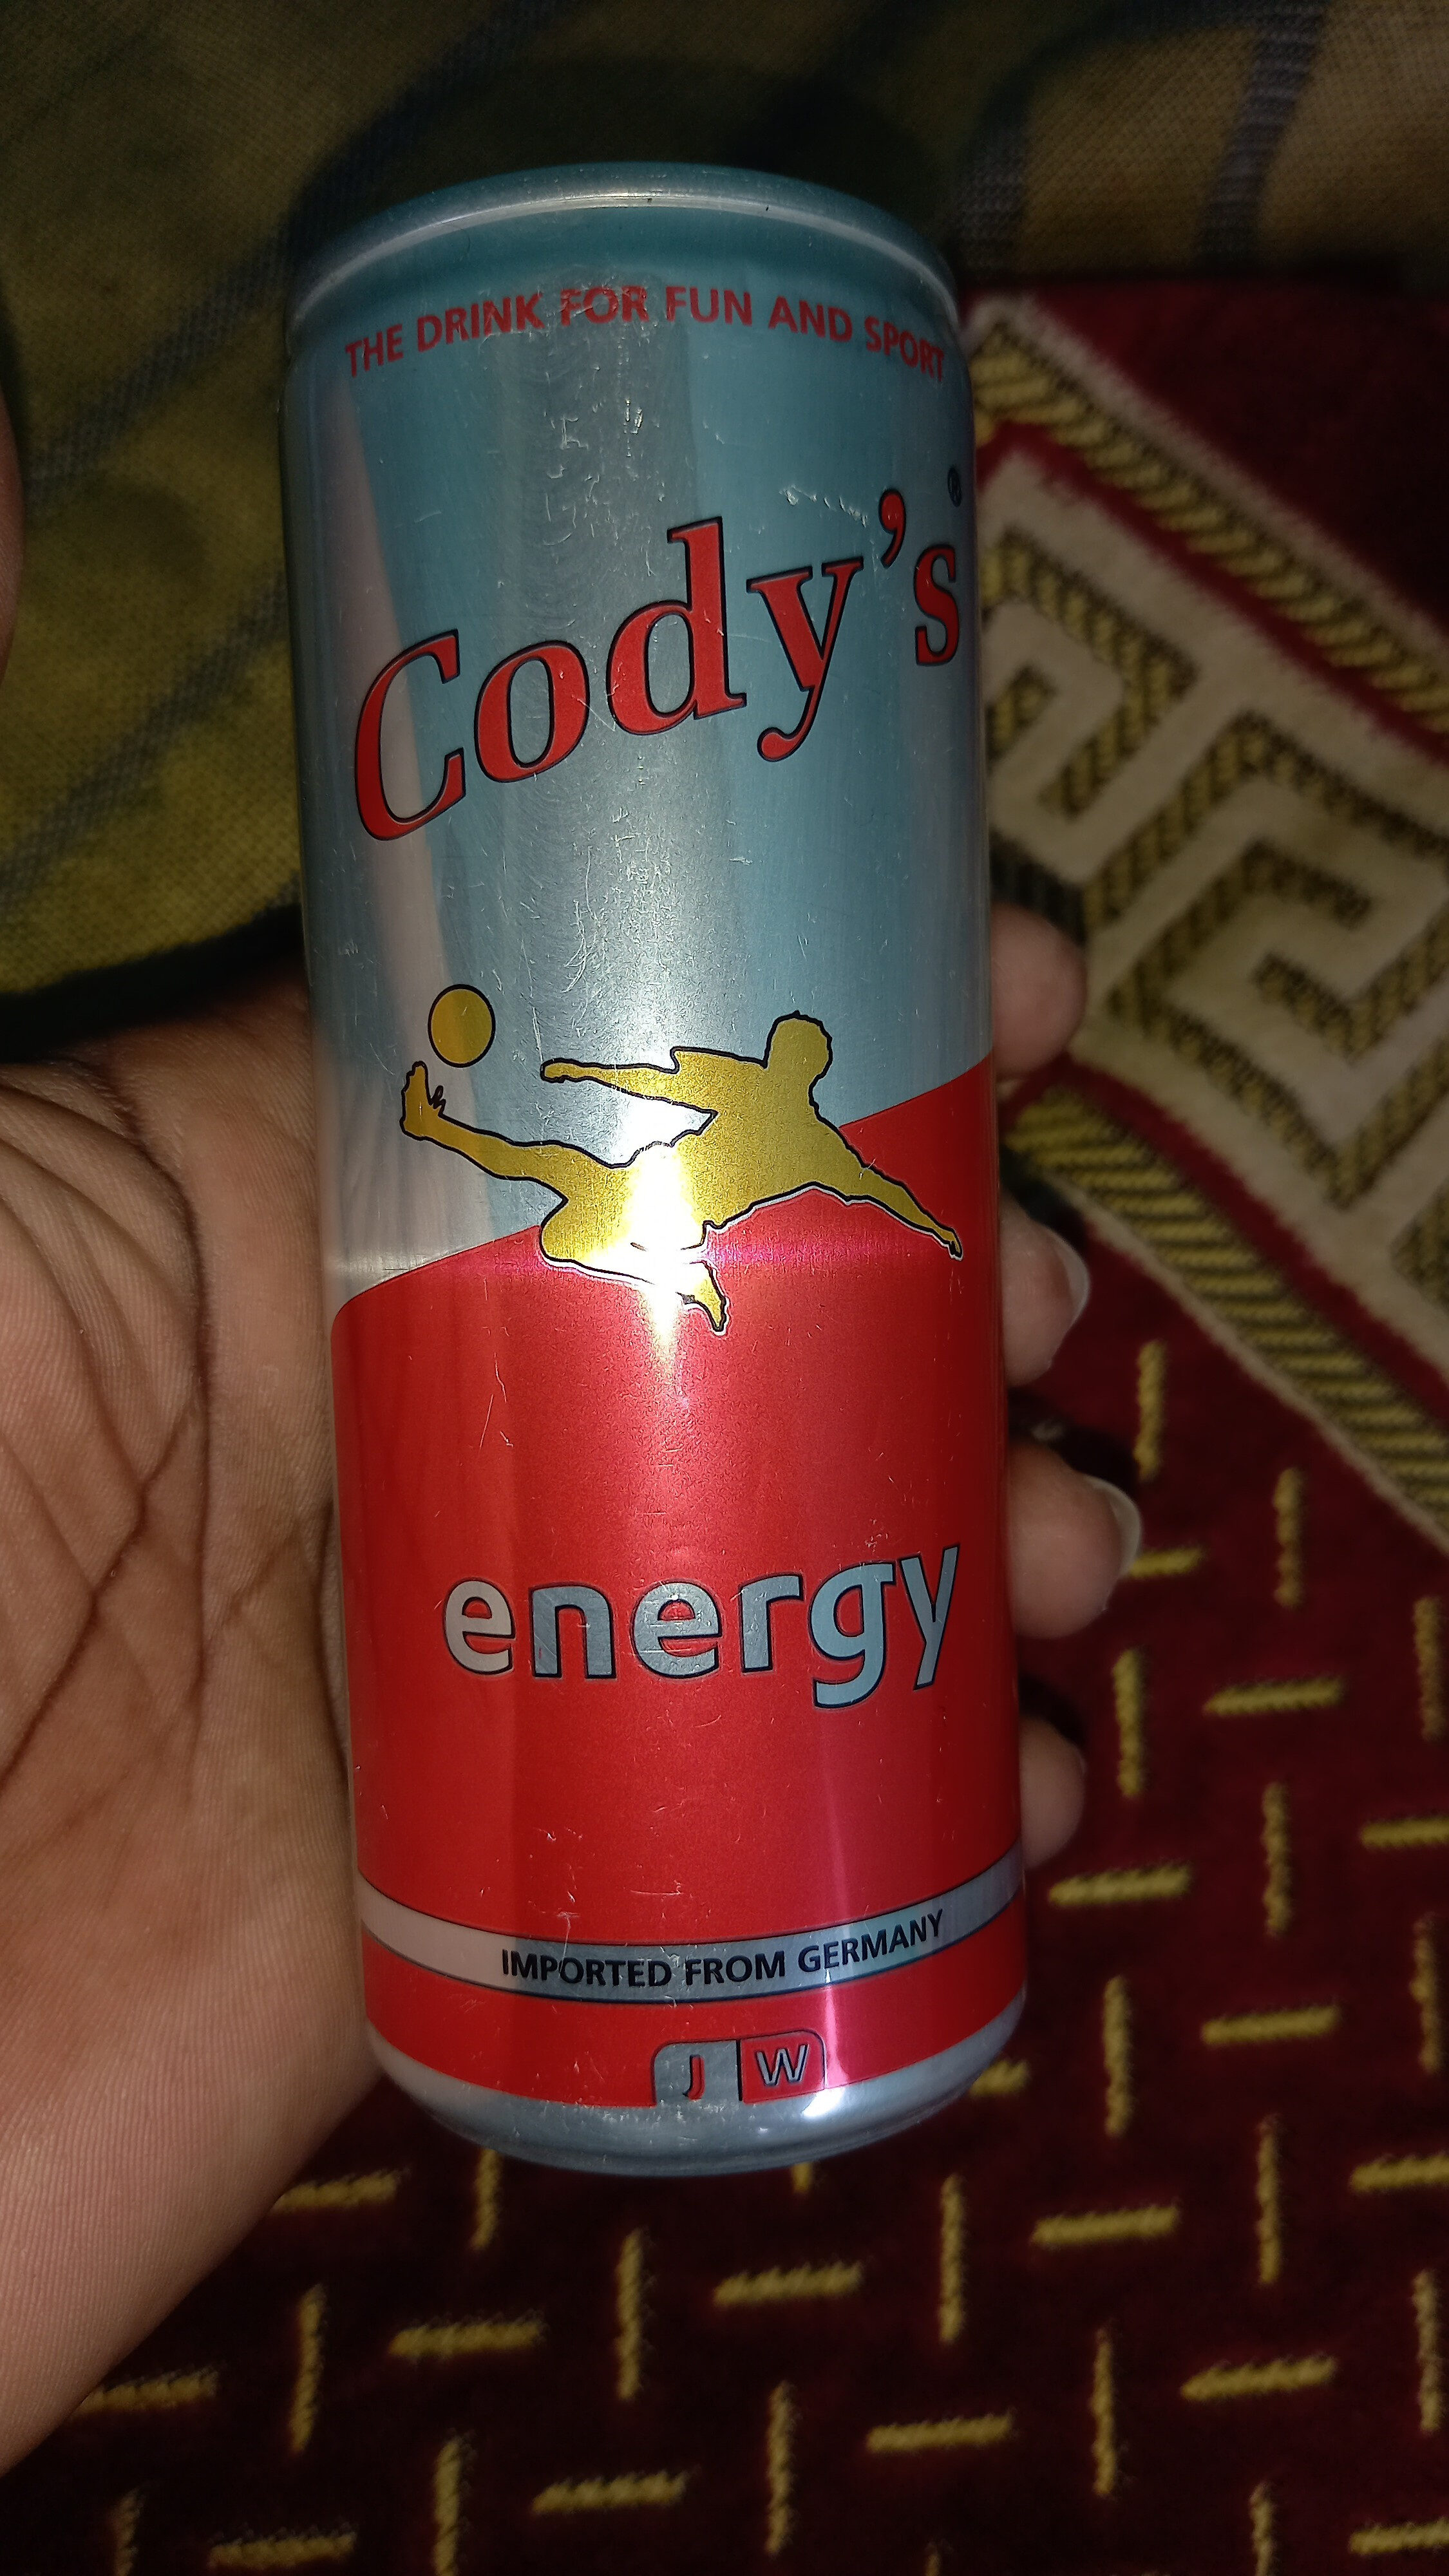 THE DRINK FOR FUN AND SPORT
Cody's®
energy
IMPORTED FROM GERMANY
JW